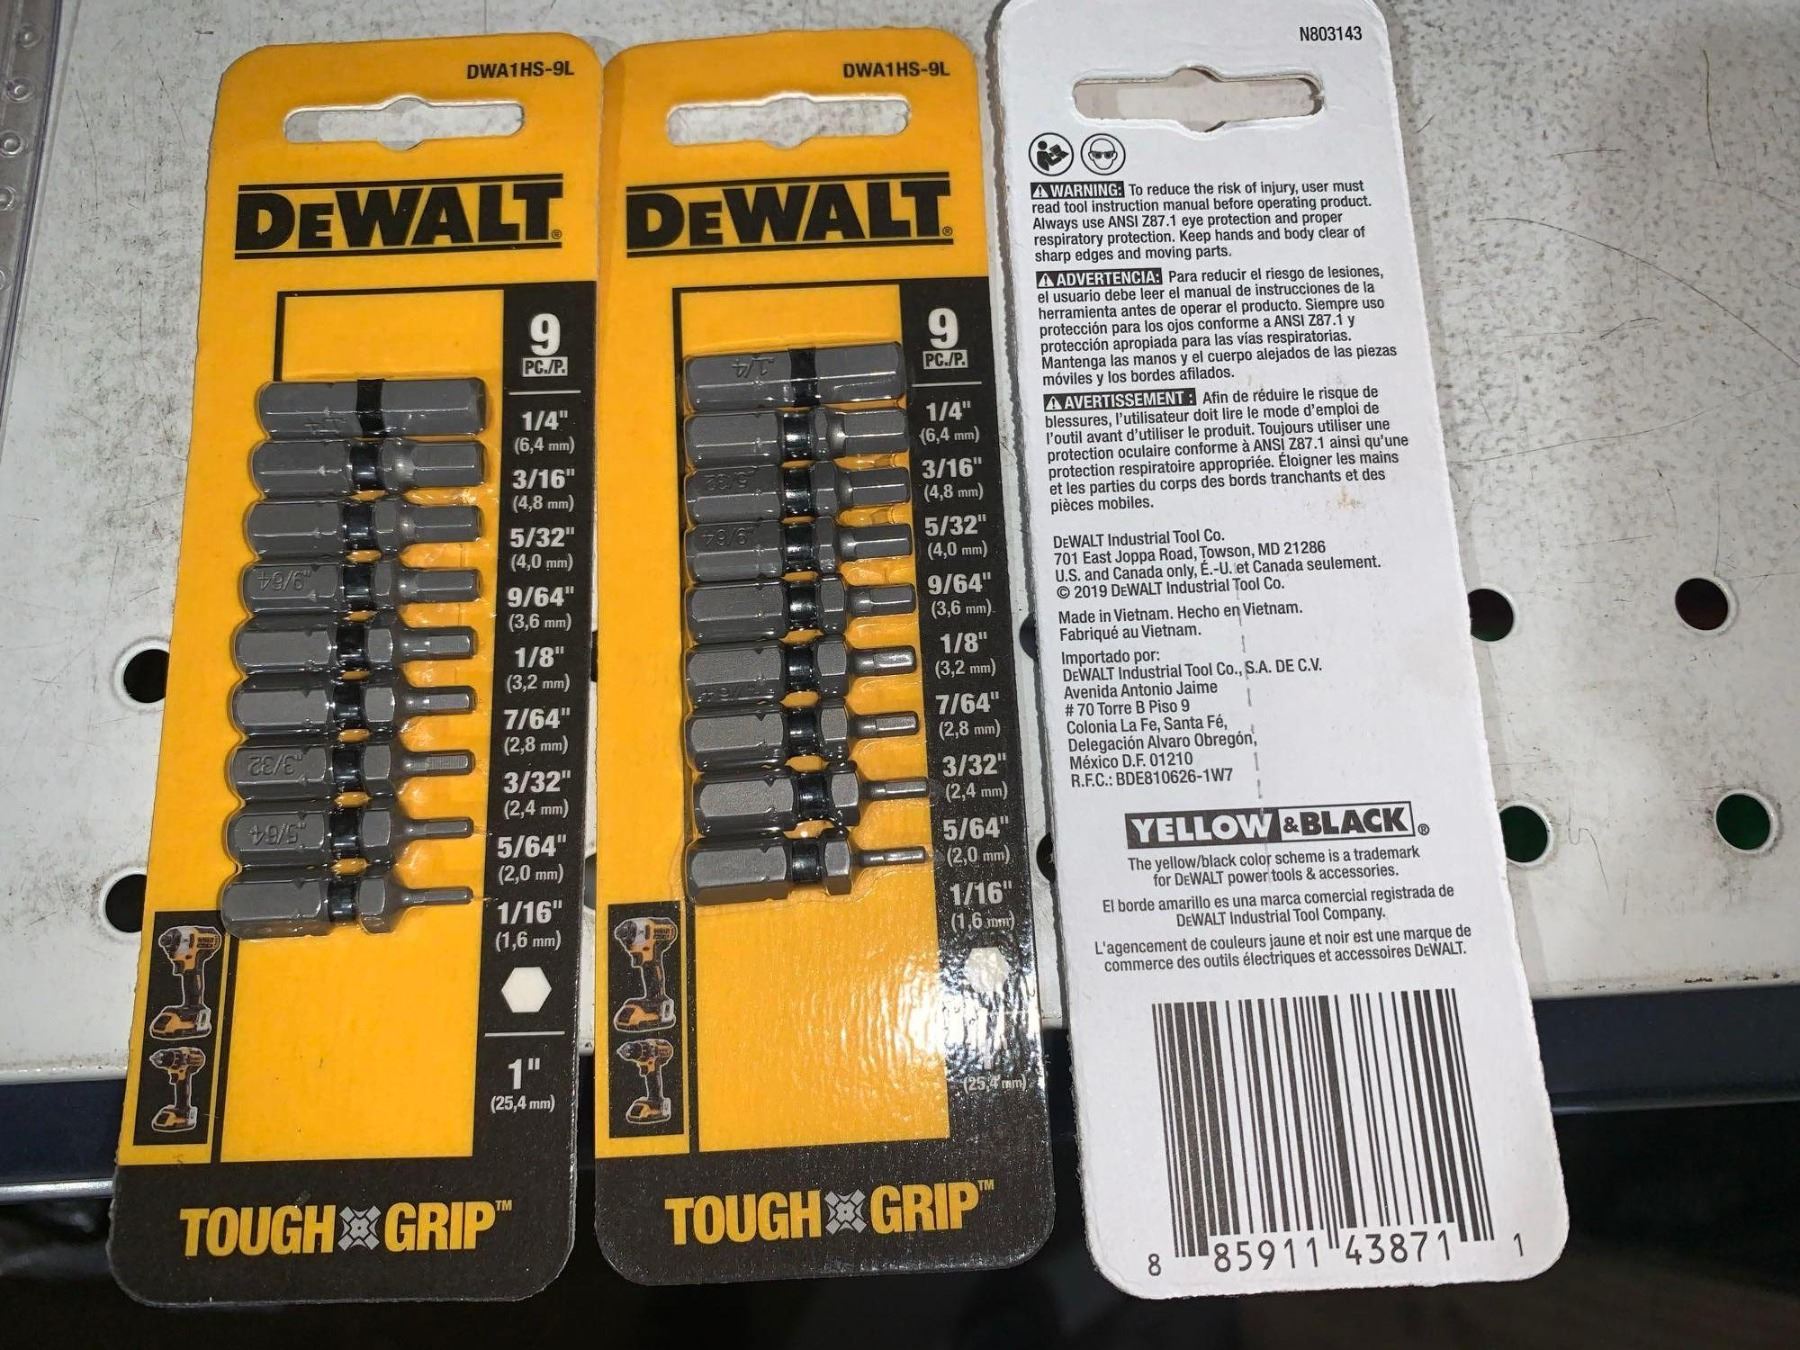 DWA1HS-9L
DEWALT®
9
PC./P.
1/4"
(6,4 mm)
3/16"
(4,8 mm)
5/32"
(4,0 mm)
9/64"
(3,6 mm)
1/8"
(3,2 mm)
7/64"
(2,8 mm)
3/32"
(2,4 mm)
5/64"
(2,0 mm)
1/16"
(1,6 mm)
1"
(25,4 mm)
9/64"
3/32"
5/64"
TOUGH GRIP™
DWA1HS-9L
DEWALT®
9
PC./P.
1/4"
(6,4 mm)
3/16"
(4,8 mm)
5/32"
(4,0 mm)
9/64"
(3,6 mm)
1/8"
(3,2 mm)
7/64"
(2,8 mm)
3/32"
(2,4 mm)
5/64"
(2,0 mm)
1/16"
(1,6 mm)
(25,4 mm)
1/4"
5/32"
9/64"
TOUGH GRIP™
N803143
WARNING: To reduce the risk of injury, user must
read tool instruction manual before operating product.
Always use ANSI Z87.1 eye protection and proper
respiratory protection. Keep hands and body clear of
sharp edges and moving parts.
ADVERTENCIA: Para reducir el riesgo de lesiones,
el usuario debe leer el manual de instrucciones de la
herramienta antes de operar el producto. Siempre uso
protección para los ojos conforme a ANSI Z87.1 y
protección apropiada para las vías respiratorias.
Mantenga las manos y el cuerpo alejados de las piezas
móviles y los bordes afilados.
AVERTISSEMENT : Afin de réduire le risque de
blessures, l'utilisateur doit lire le mode d'emploi de
l'outil avant d'utiliser le produit. Toujours utiliser une
protection oculaire conforme à ANSI Z87.1 ainsi qu'une
protection respiratoire appropriée. Éloigner les mains
et les parties du corps des bords tranchants et des
pièces mobiles.
DEWALT Industrial Tool Co.
701 East Joppa Road, Towson, MD 21286
U.S. and Canada only, É.-U. et Canada seulement.
© 2019 DEWALT Industrial Tool Co.
Made in Vietnam. Hecho en Vietnam.
Fabriqué au Vietnam.
Importado por:
DEWALT Industrial Tool Co., S.A. DE C.V.
Avenida Antonio Jaime
# 70 Torre B Piso 9
Colonia La Fe, Santa Fé,
Delegación Alvaro Obregón,
México D.F. 01210
R.F.C.: BDE810626-1W7
YELLOW & BLACK®
The yellow/black color scheme is a trademark
for DEWALT power tools & accessories.
El borde amarillo es una marca comercial registrada de
DEWALT Industrial Tool Company.
L'agencement de couleurs jaune et noir est une marque de
commerce des outils électriques et accessoires DEWALT.
8 85911 43871 1